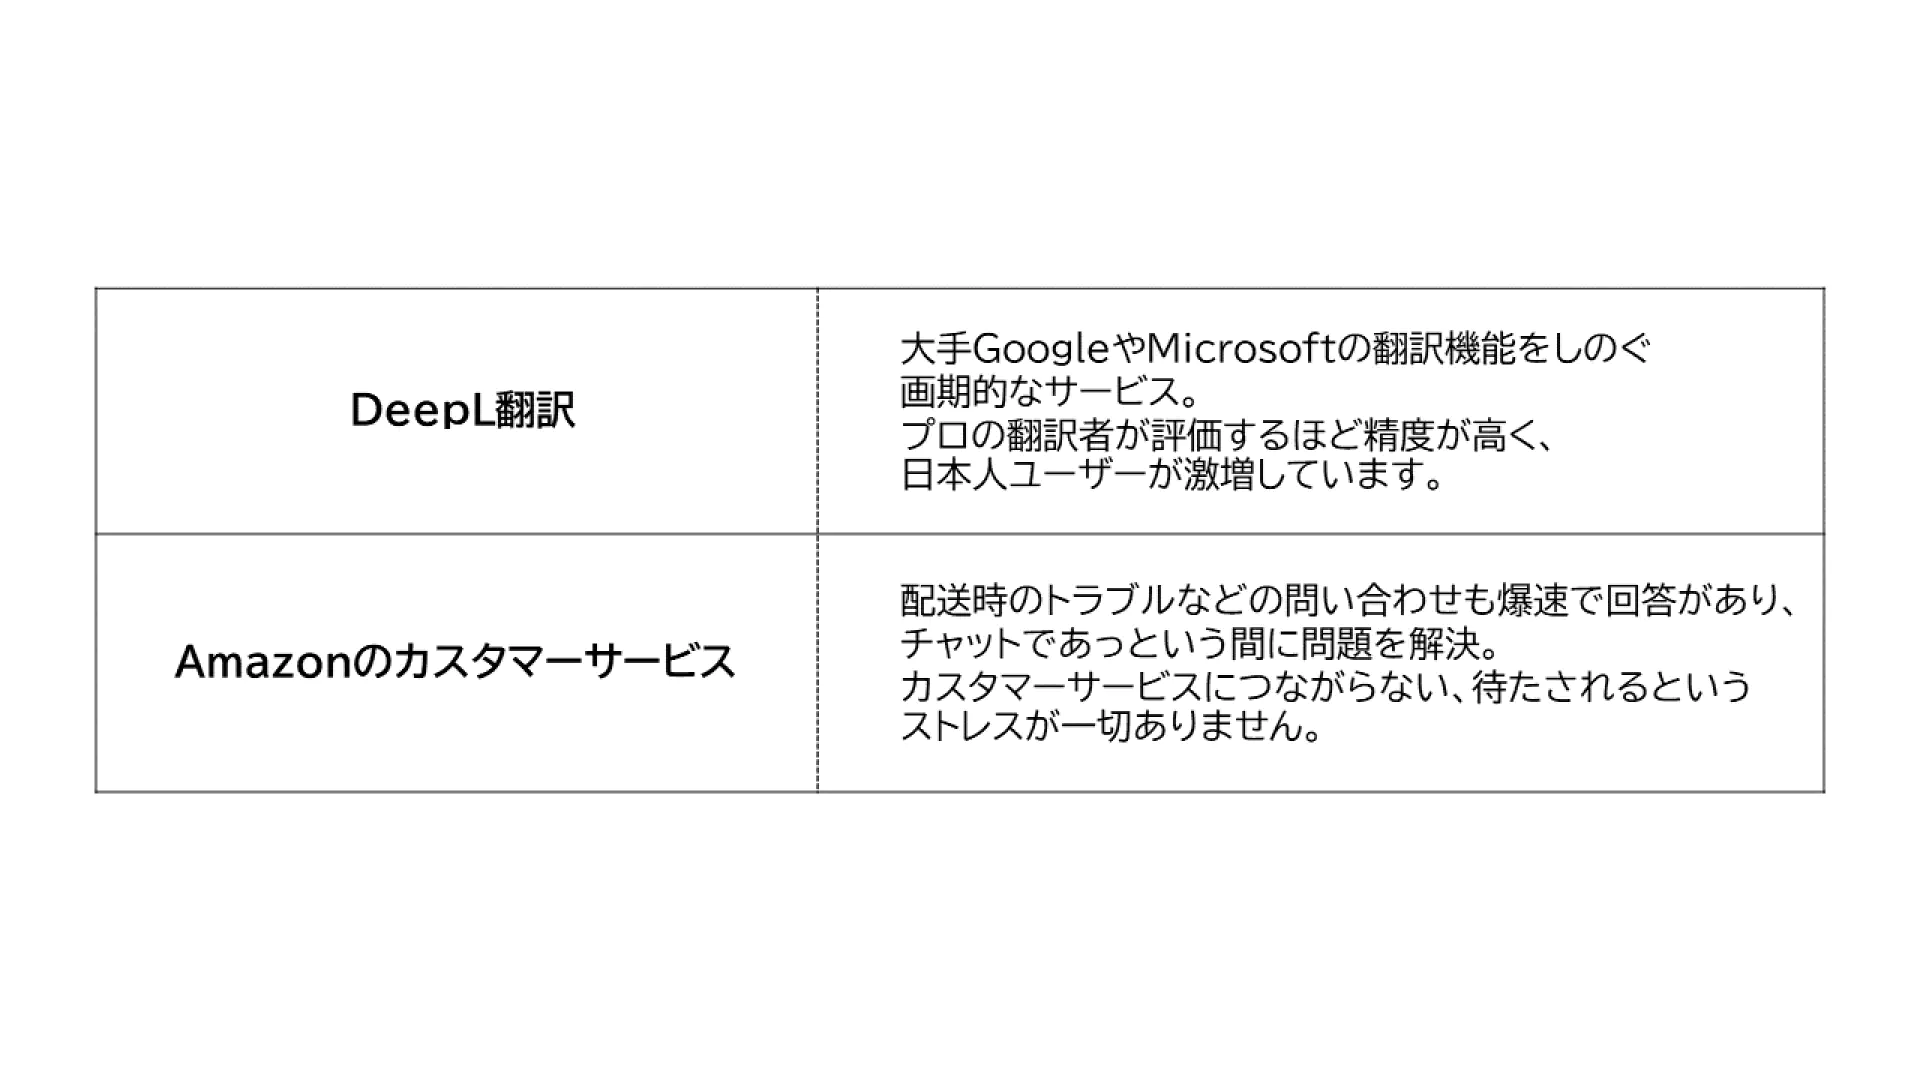 DeepL翻訳
大手GoogleやMicrosoftの翻訳機能をしのぐ
画期的なサービス。
プロの翻訳者が評価するほど精度が高く、
日本人ユーザーが激増しています。
Amazonのカスタマーサービス
配送時のトラブルなどの問い合わせも爆速で回答があり、
チャットであっという間に問題を解決。
カスタマーサービスにつながらない、待たされるという
ストレスが一切ありません。